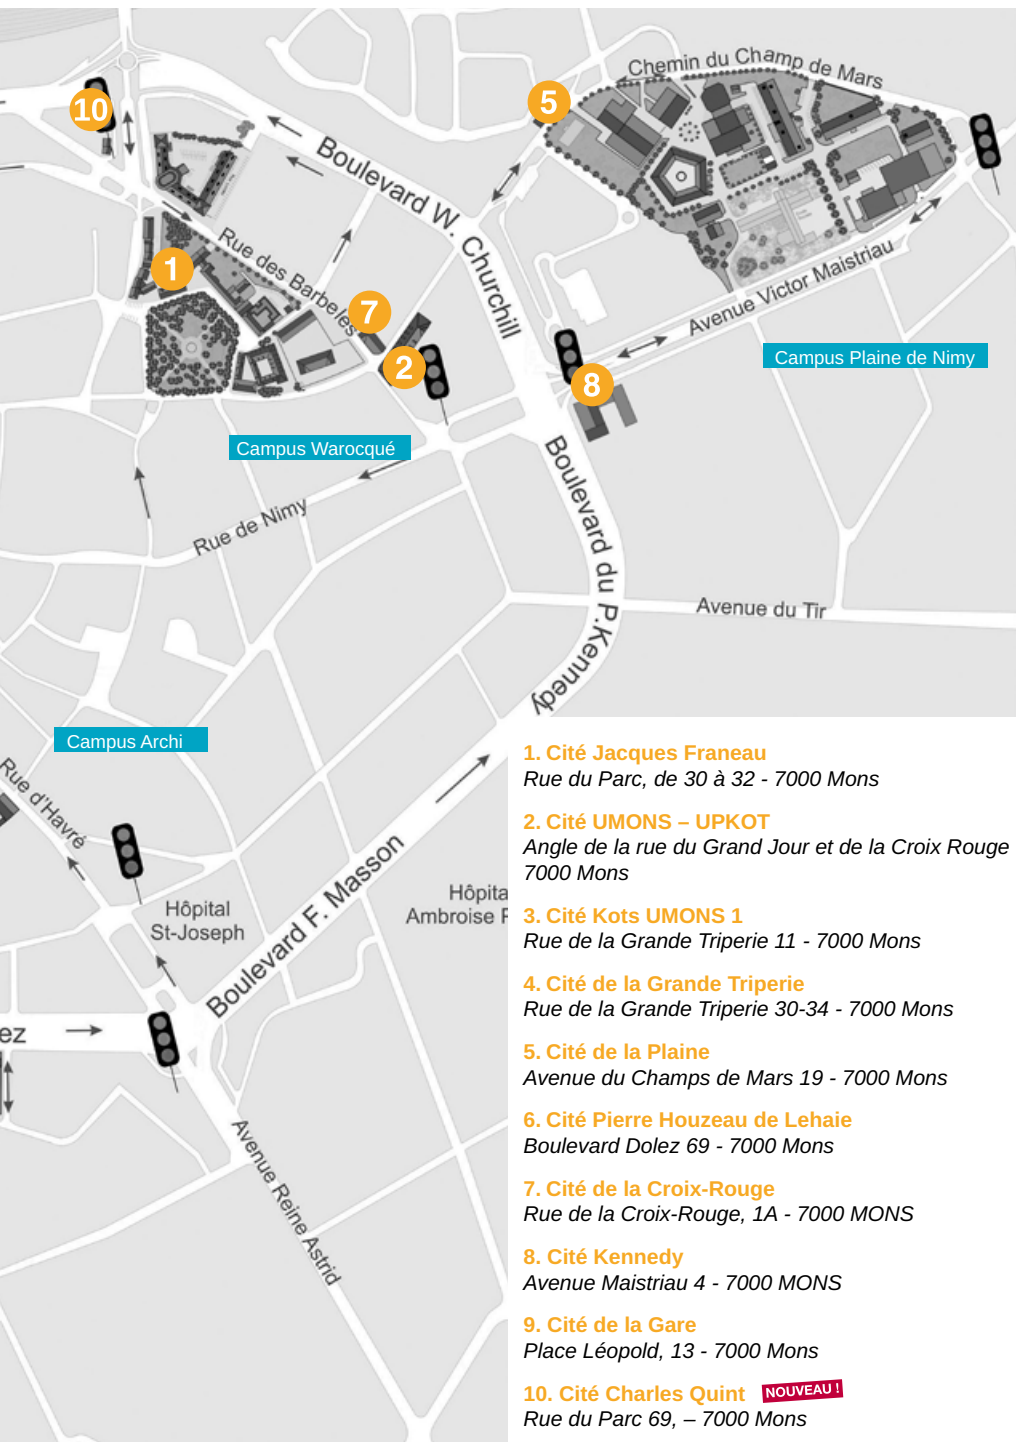 Chemin du Champ de Mars
10
5
Boulevard W. Churchill
Rue des Barbelés
1
7
2
8
Avenue Victor Maistriau
Campus Plaine de Nimy
Campus Warocqué
Rue de Nimy
Boulevard du P.Kennedy
Avenue du Tir
Campus Archi
Rue d'Havré
Hôpital
St-Joseph
Boulevard F. Masson
Hôpita
Ambroise
ez
Avenue Reine Astrid
1. Cité Jacques Franeau
Rue du Parc, de 30 à 32 - 7000 Mons
2. Cité UMONS – UPKOT
Angle de la rue du Grand Jour et de la Croix Rouge
7000 Mons
3. Cité Kots UMONS 1
Rue de la Grande Triperie 11 - 7000 Mons
4. Cité de la Grande Triperie
Rue de la Grande Triperie 30-34 - 7000 Mons
5. Cité de la Plaine
Avenue du Champs de Mars 19 - 7000 Mons
6. Cité Pierre Houzeau de Lehaie
Boulevard Dolez 69 - 7000 Mons
7. Cité de la Croix-Rouge
Rue de la Croix-Rouge, 1A - 7000 MONS
8. Cité Kennedy
Avenue Maistriau 4 - 7000 MONS
9. Cité de la Gare
Place Léopold, 13 - 7000 Mons
10. Cité Charles Quint NOUVEAU !
Rue du Parc 69, – 7000 Mons